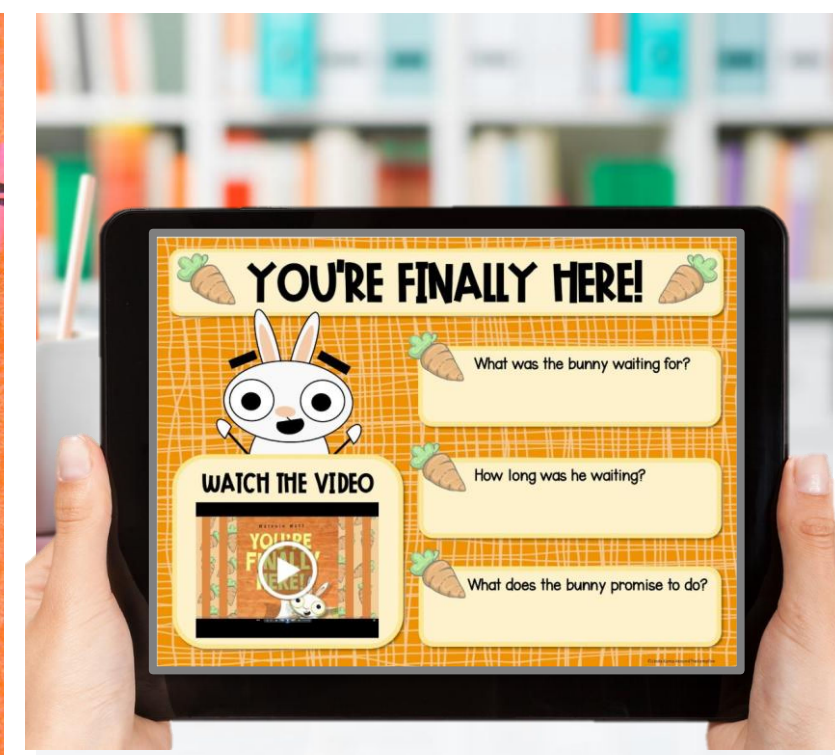 YOU'RE FINALLY HERE!
What was the bunny waiting for?
How long was he waiting?
What does the bunny promise to do?
WATCH THE VIDEO
YOU'RE
FINALLY
HERE!